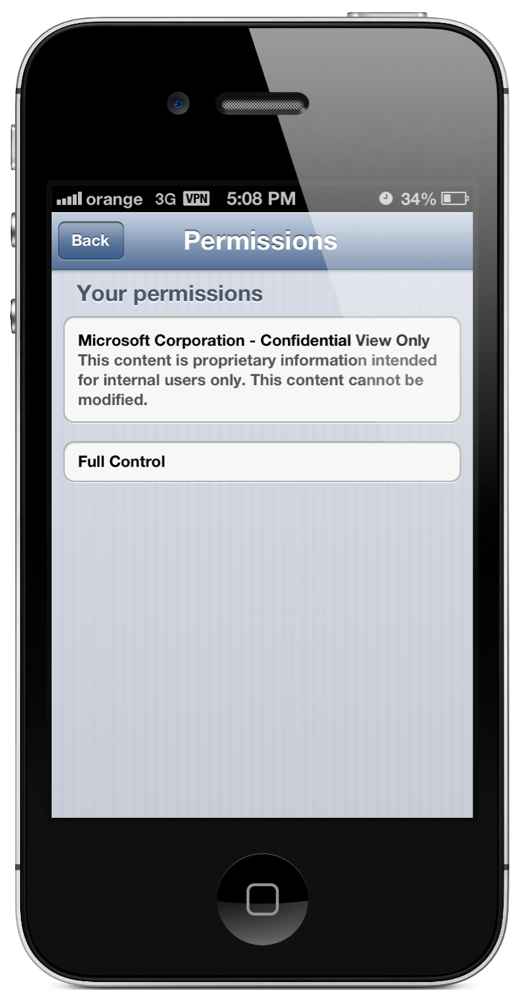 orange 3G VPN 5:08 PM 34%
Back Permissions
Your permissions
Microsoft Corporation - Confidential View Only
This content is proprietary information intended
for internal users only. This content cannot be
modified.
Full Control